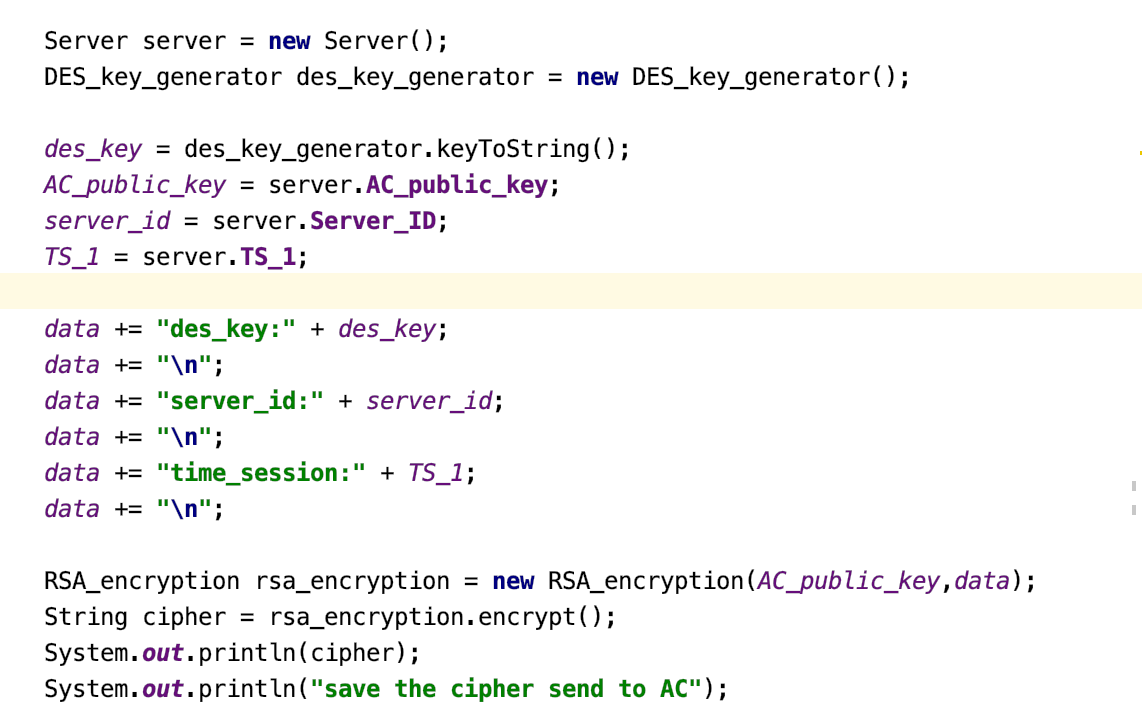 Server server = new Server();
DES_key_generator des_key_generator = new DES_key_generator();
des_key = des_key_generator.keyToString();
AC_public_key = server.AC_public_key;
server_id = server.Server_ID;
TS_1 = server.TS_1;
data += "des_key:" + des_key;
data += "\n";
data += "server_id:" + server_id;
data += "\n";
data += "time_session:" + TS_1;
data += "\n";
RSA_encryption rsa_encryption = new RSA_encryption(AC_public_key,data);
String cipher = rsa_encryption.encrypt();
System.out.println(cipher);
System.out.println("save the cipher send to AC");